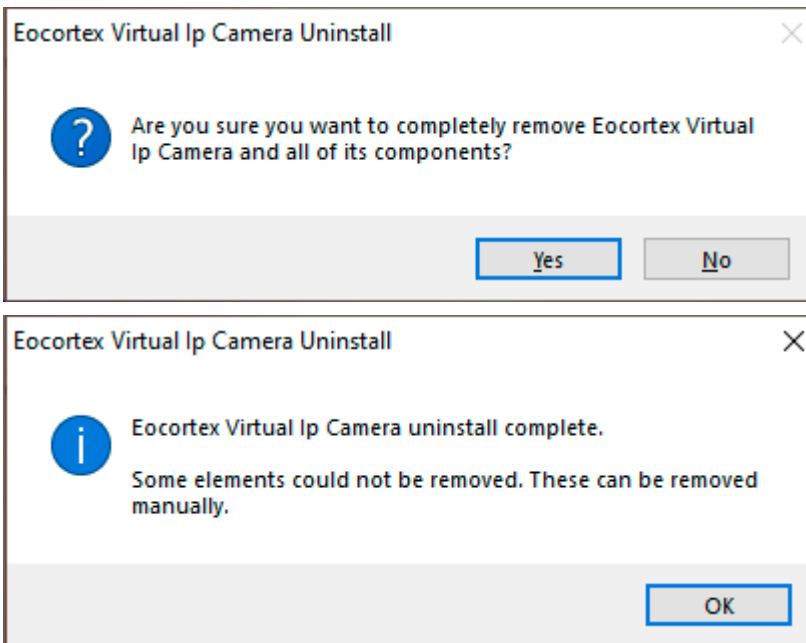 Eocortex Virtual Ip Camera Uninstall
Are you sure you want to completely remove Eocortex Virtual
Ip Camera and all of its components?
Yes
No
Eocortex Virtual Ip Camera Uninstall
Eocortex Virtual Ip Camera uninstall complete.
Some elements could not be removed. These can be removed
manually.
OK